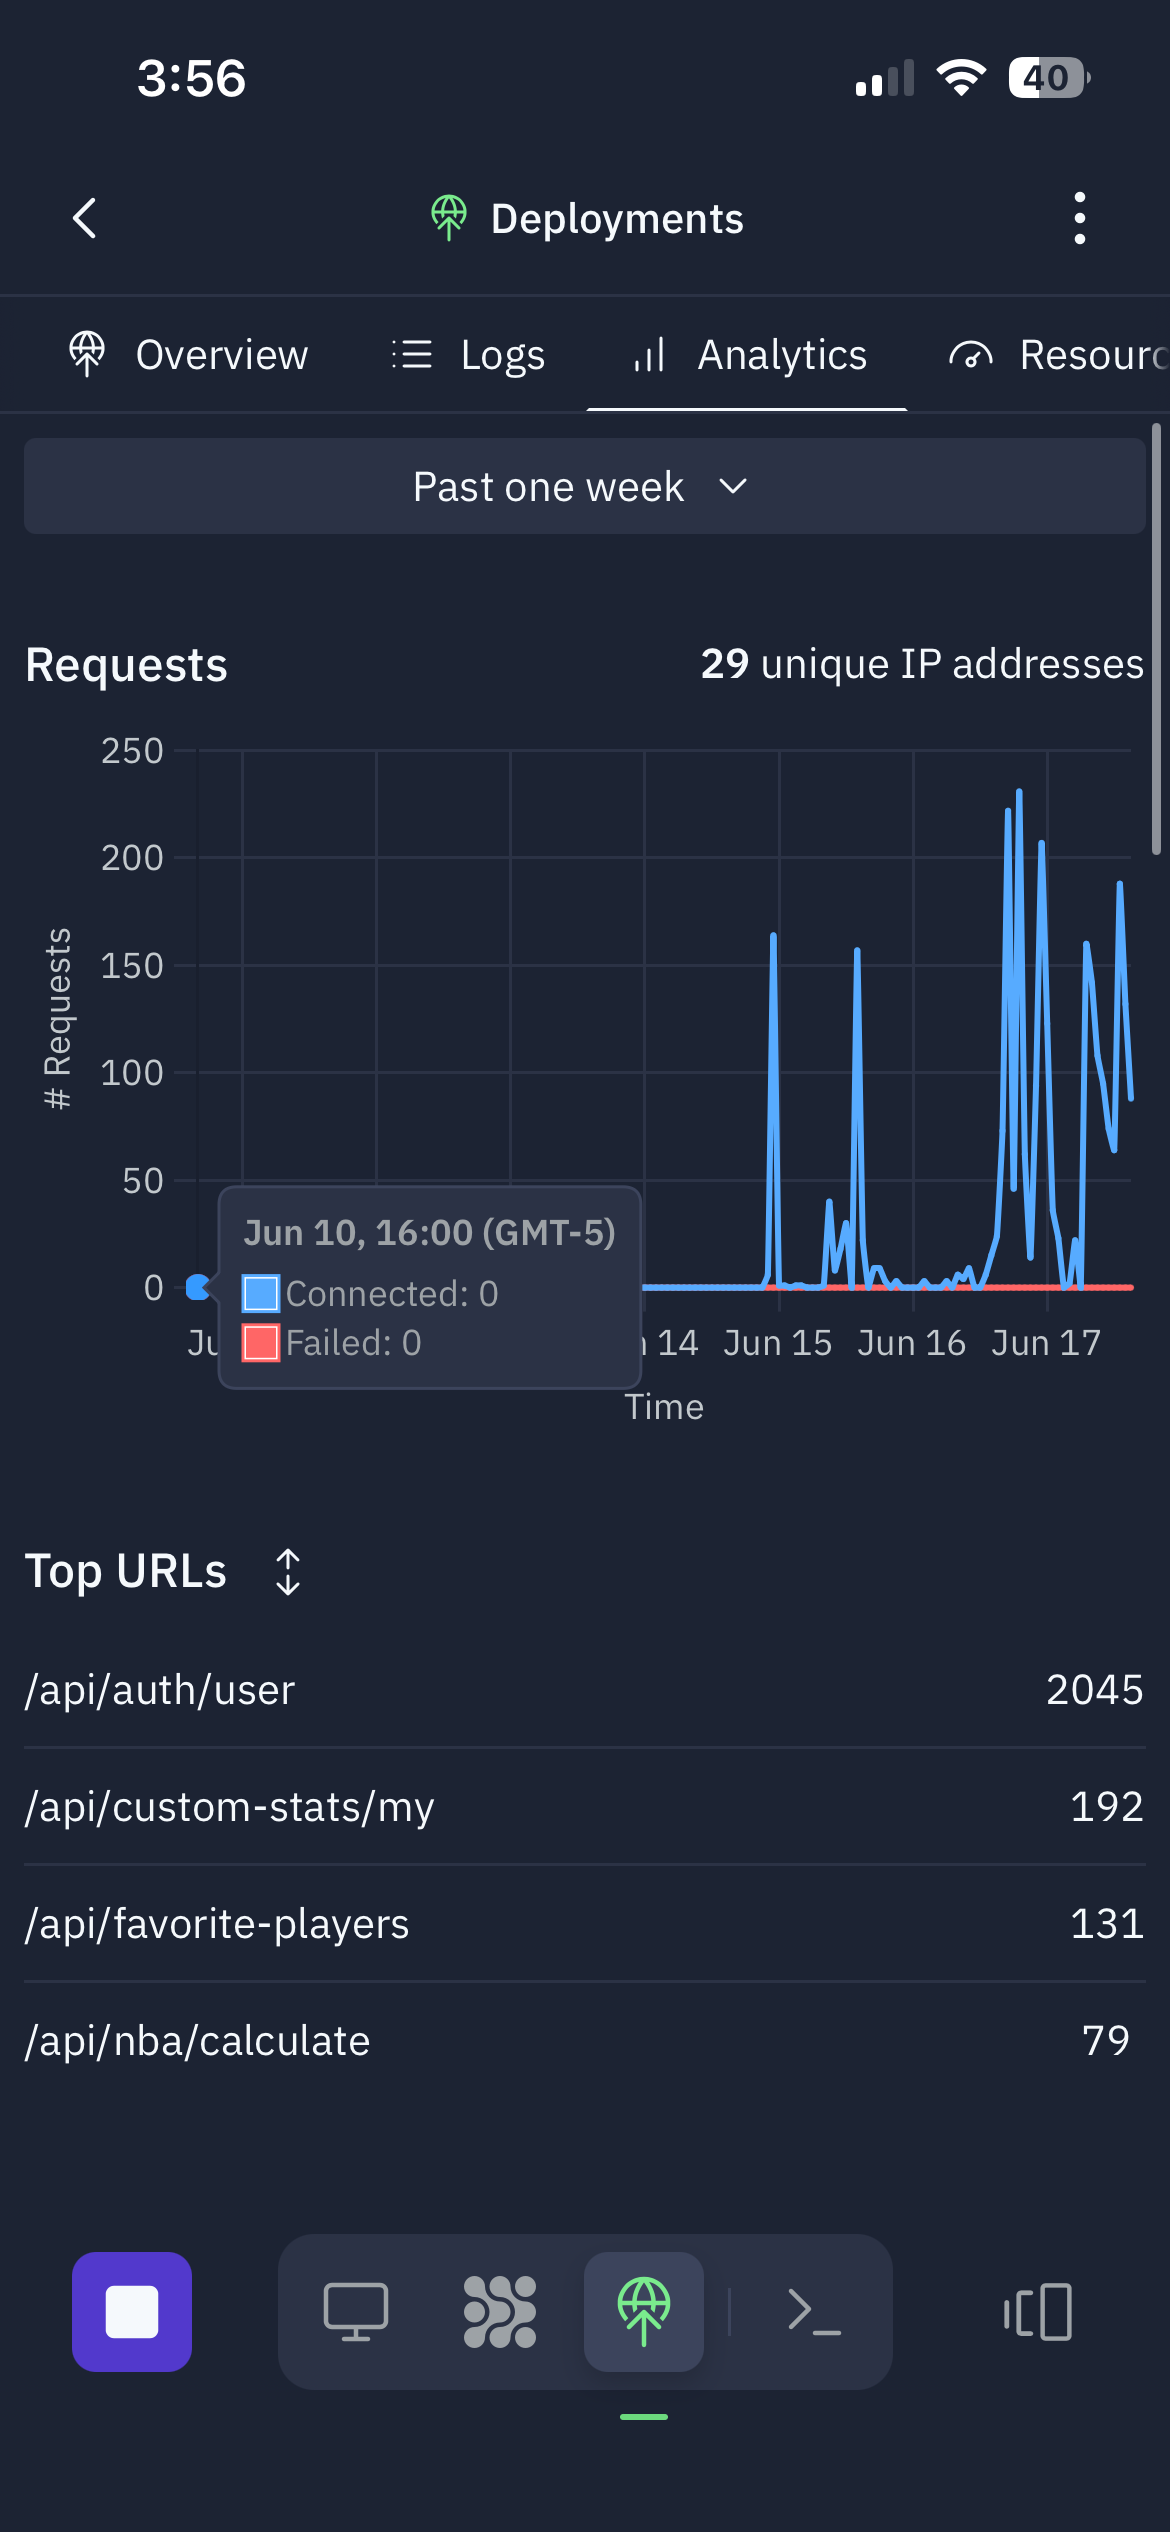 3:56
40
Deployments
Overview
Logs
Analytics
Resourc
Past one week
Requests
29 unique IP addresses
250
200
150
100
50
0
# Requests
Jun 10, 16:00 (GMT-5)
Connected: 0
Failed: 0
Ju
14
Jun 15
Jun 16
Jun 17
Time
Top URLs
/api/auth/user
2045
/api/custom-stats/my
192
/api/favorite-players
131
/api/nba/calculate
79